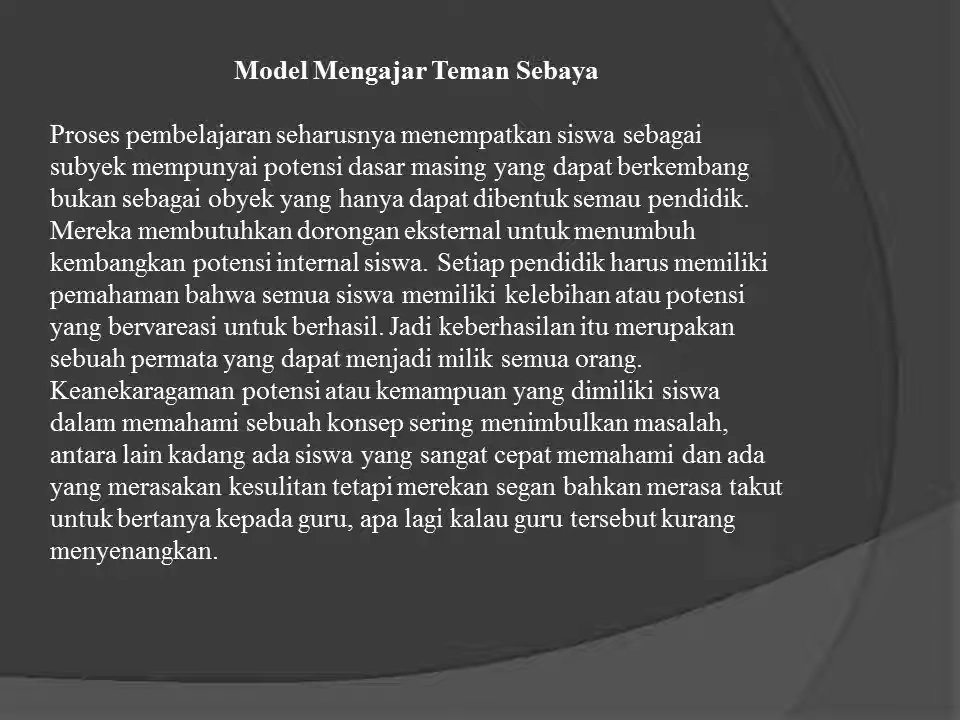 Model Mengajar Teman Sebaya
Proses pembelajaran seharusnya menempatkan siswa sebagai
subyek mempunyai potensi dasar masing yang dapat berkembang
bukan sebagai obyek yang hanya dapat dibentuk semau pendidik.
Mereka membutuhkan dorongan eksternal untuk menumbuh
kembangkan potensi internal siswa. Setiap pendidik harus memiliki
pemahaman bahwa semua siswa memiliki kelebihan atau potensi
yang bervareasi untuk berhasil. Jadi keberhasilan itu merupakan
sebuah permata yang dapat menjadi milik semua orang.
Keanekaragaman potensi atau kemampuan yang dimiliki siswa
dalam memahami sebuah konsep sering menimbulkan masalah,
antara lain kadang ada siswa yang sangat cepat memahami dan ada
yang merasakan kesulitan tetapi merekan segan bahkan merasa takut
untuk bertanya kepada guru, apa lagi kalau guru tersebut kurang
menyenangkan.